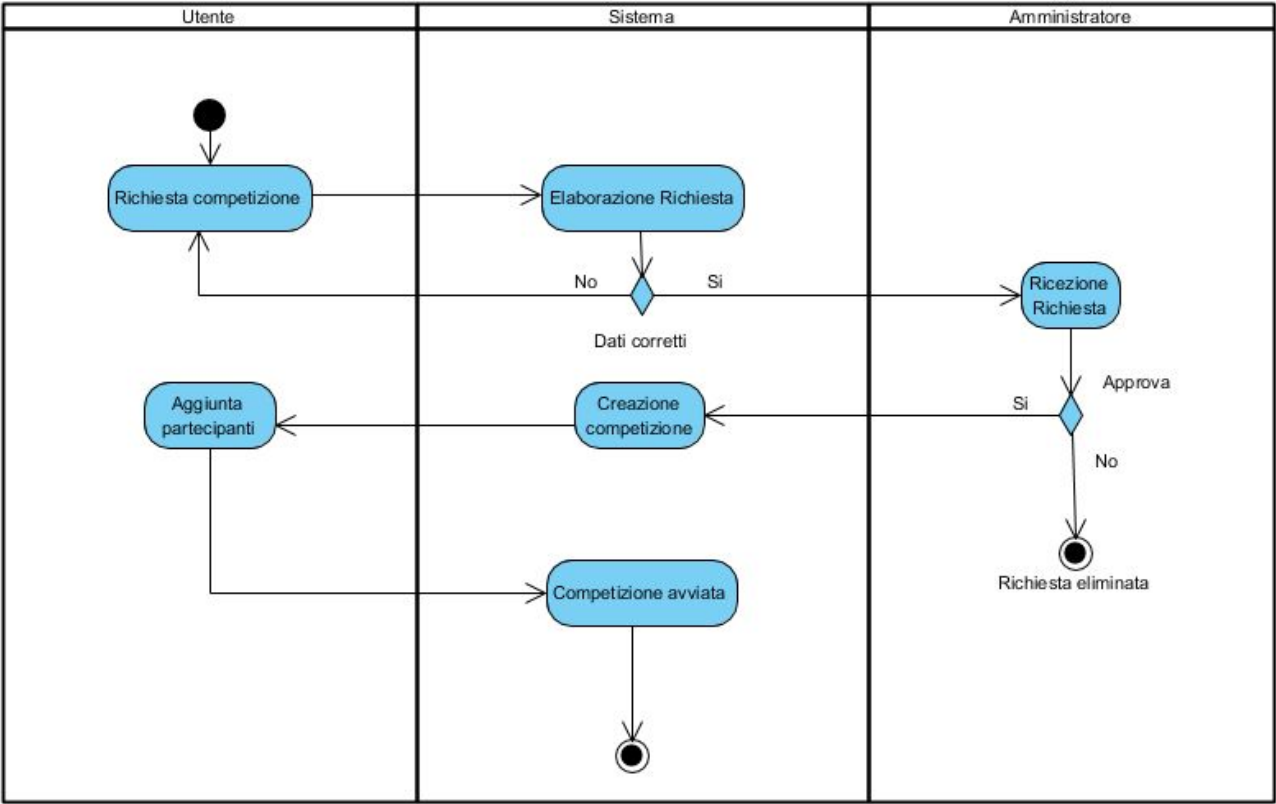 Utente
Sistema
Amministratore
Richiesta competizione
Elaborazione Richiesta
No
Si
Ricezione
Richiesta
Dati corretti
Approva
Aggiunta
partecipanti
Creazione
competizione
Si
No
Richiesta eliminata
Competizione avviata